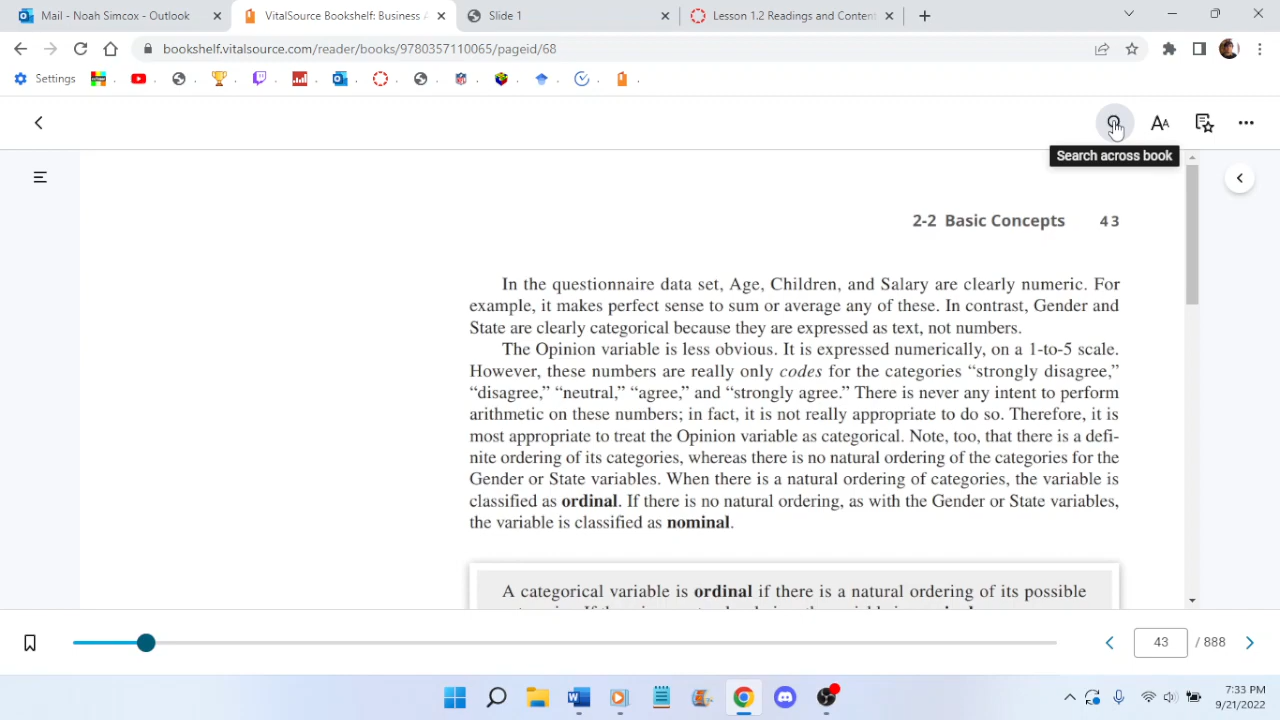 Mail - Noah Simcox - Outlook
VitalSource Bookshelf: Business A
Slide 1
Lesson 1.2 Readings and Content
bookshelf.vitalsource.com/reader/books/9780357110065/pageid/68
Settings
Search across book
2-2 Basic Concepts 43
In the questionnaire data set, Age, Children, and Salary are clearly numeric. For
example, it makes perfect sense to sum or average any of these. In contrast, Gender and
State are clearly categorical because they are expressed as text, not numbers.
The Opinion variable is less obvious. It is expressed numerically, on a 1-to-5 scale.
However, these numbers are really only codes for the categories “strongly disagree,”
“disagree,” “neutral,” “agree,” and “strongly agree.” There is never any intent to perform
arithmetic on these numbers; in fact, it is not really appropriate to do so. Therefore, it is
most appropriate to treat the Opinion variable as categorical. Note, too, that there is a defi-
nite ordering of its categories, whereas there is no natural ordering of the categories for the
Gender or State variables. When there is a natural ordering of categories, the variable is
classified as ordinal. If there is no natural ordering, as with the Gender or State variables,
the variable is classified as nominal.
A categorical variable is ordinal if there is a natural ordering of its possible
43 / 888
7:33 PM
9/21/2022